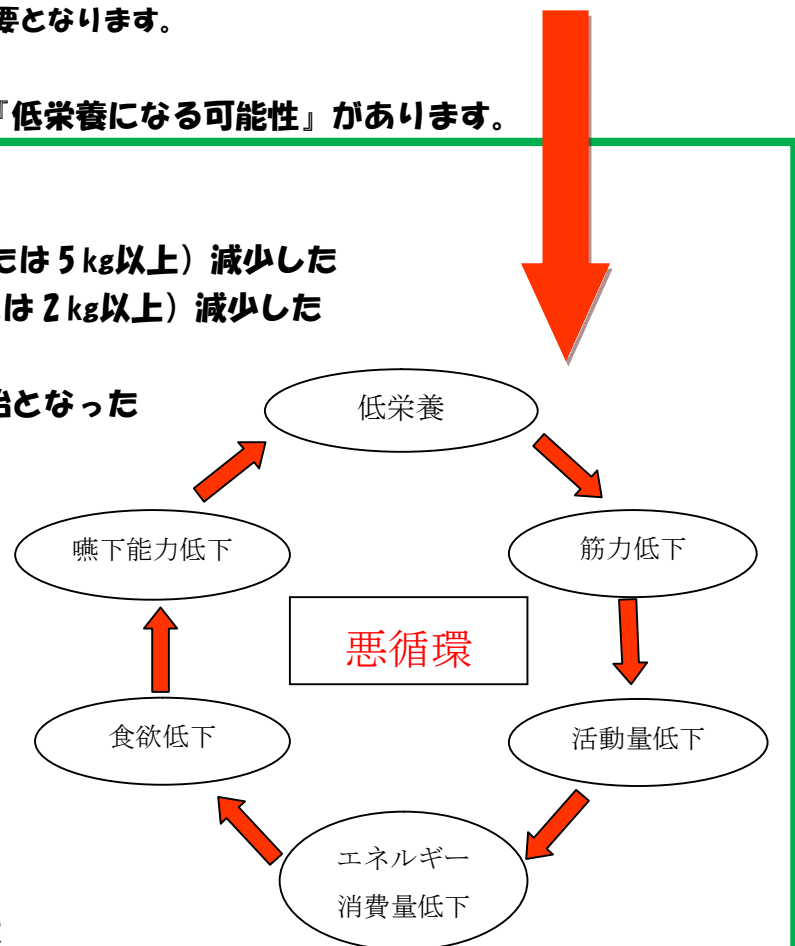 要となります。
『低栄養になる可能性』があります。
たは5kg以上）減少した
は2kg以上）減少した
となった
低栄養
嚥下能力低下
筋力低下
悪循環
食欲低下
活動量低下
エネルギー
消費量低下